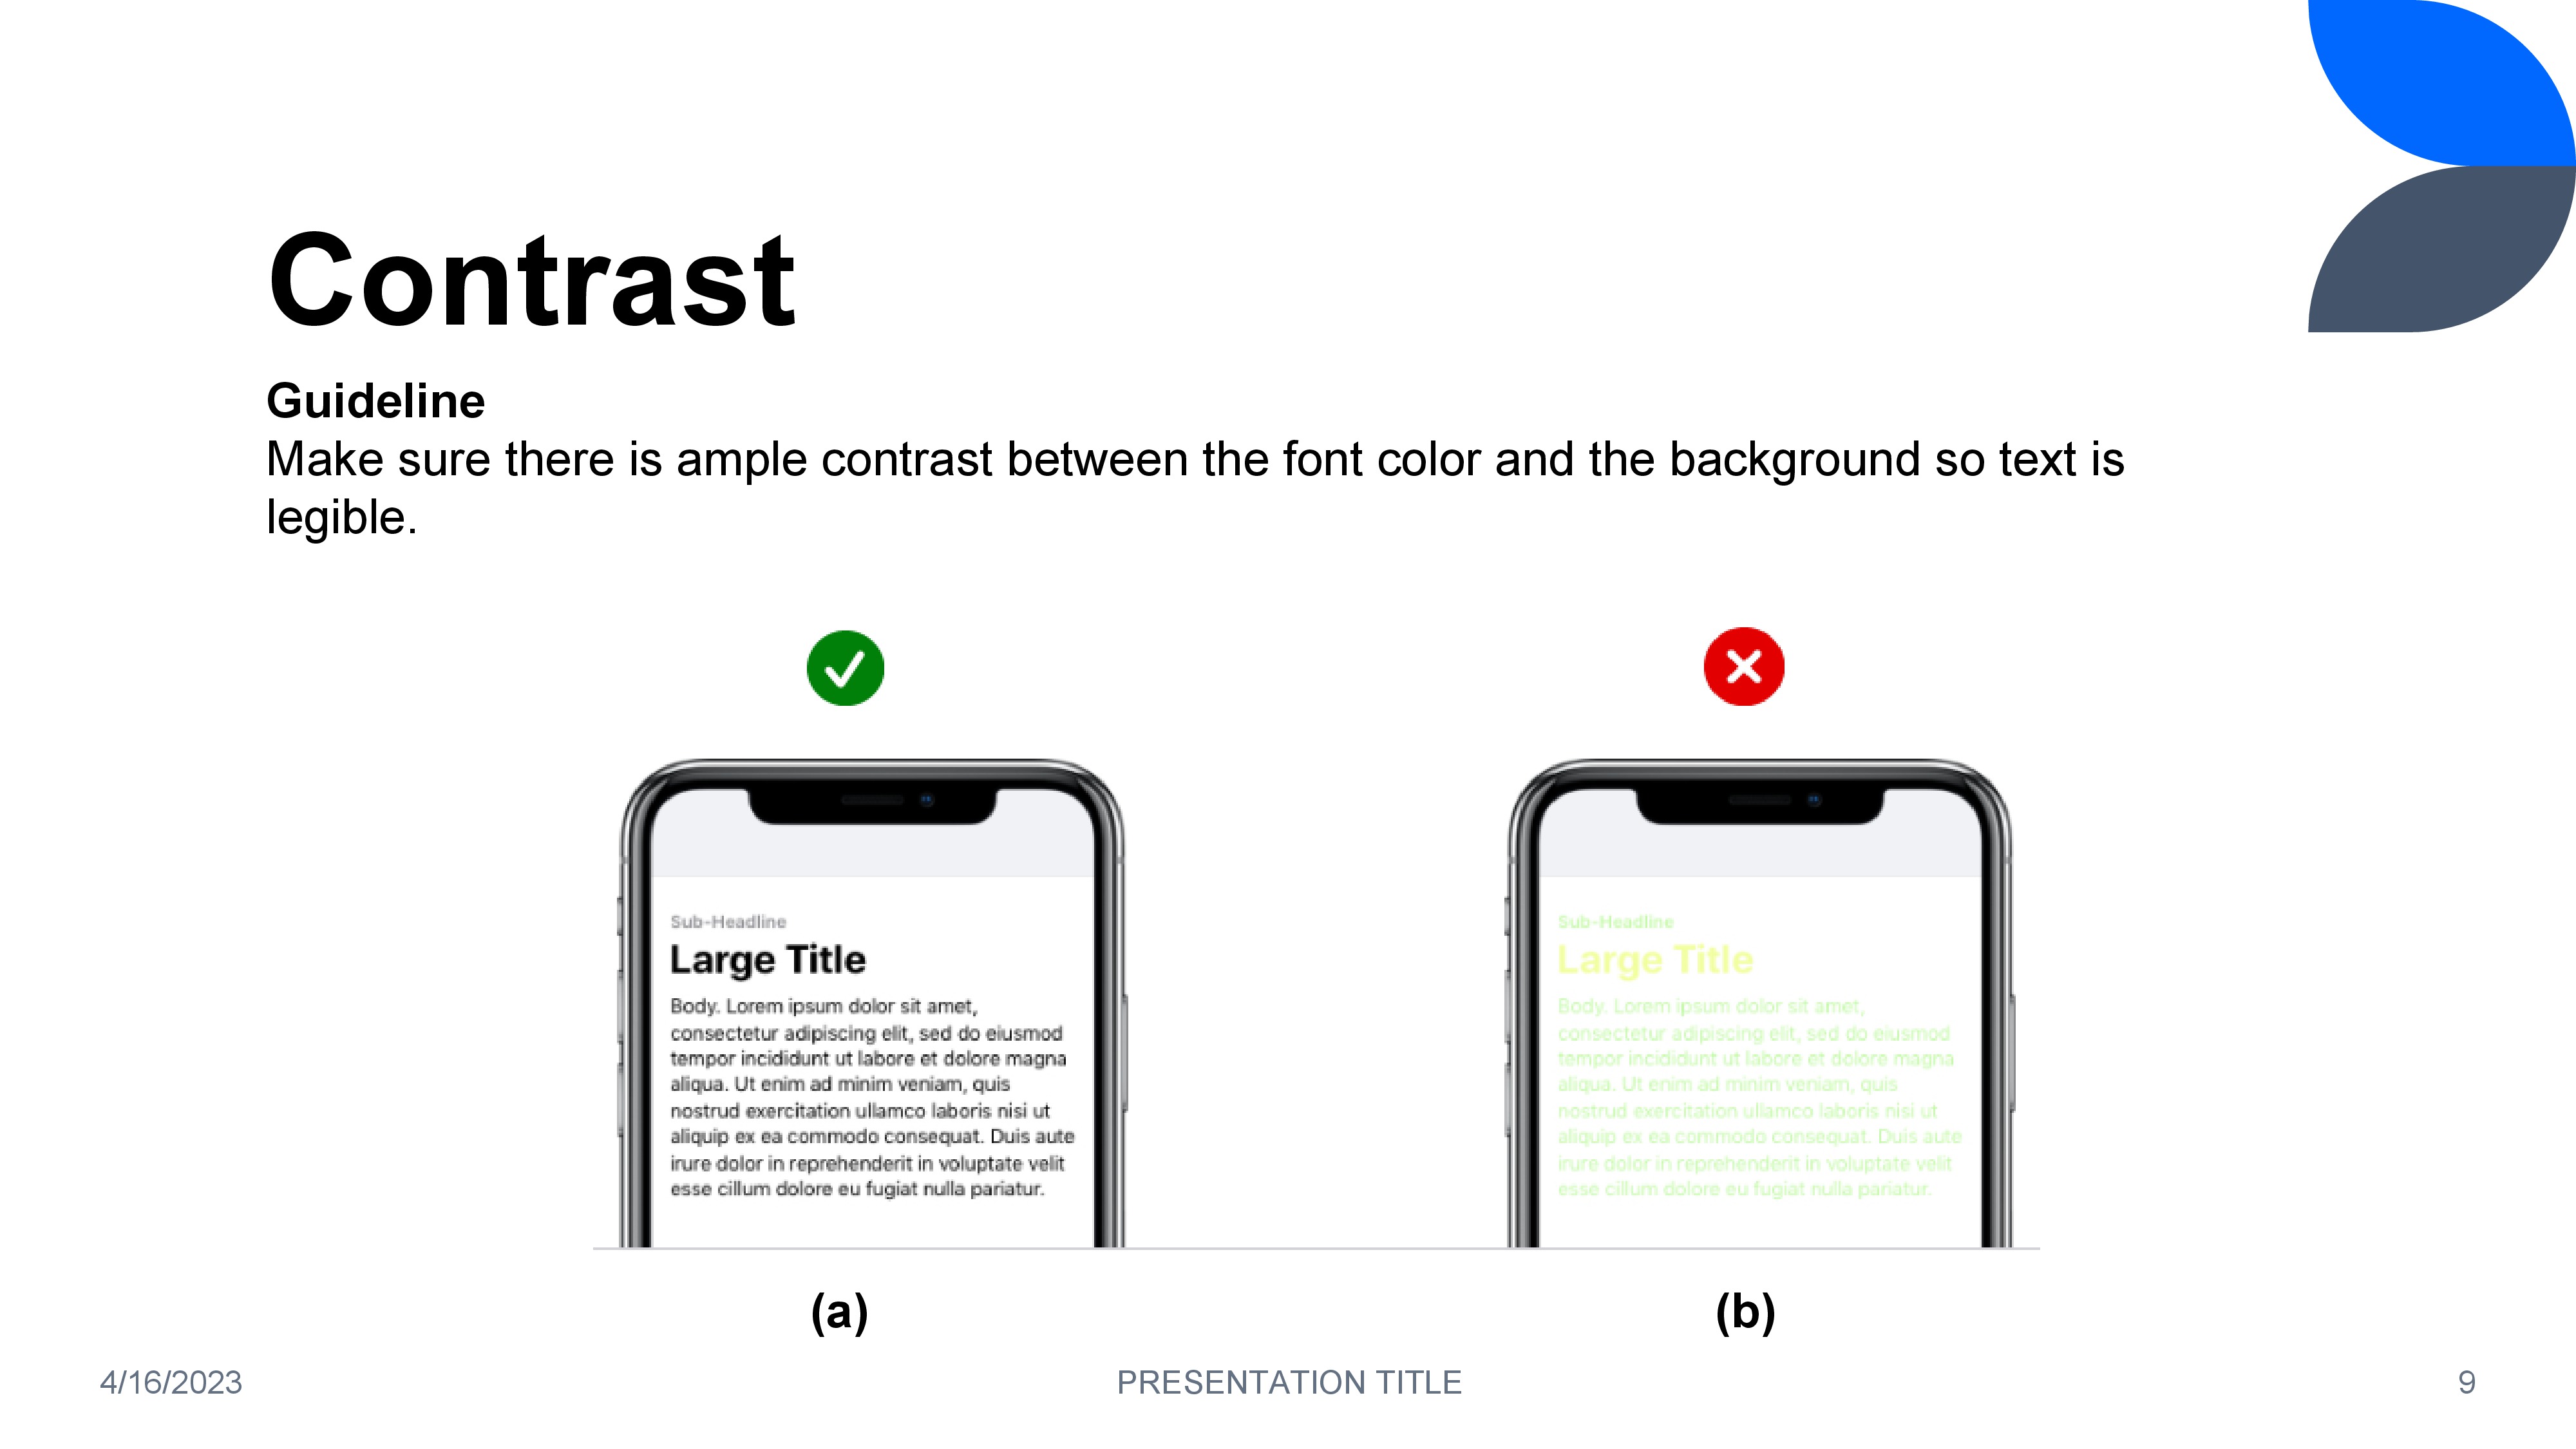 Contrast
Guideline
Make sure there is ample contrast between the font color and the background so text is
legible.
Sub-Headline
Large Title
Body. Lorem ipsum dolor sit amet,
consectetur adipiscing elit, sed do eiusmod
tempor incididunt ut labore et dolore magna
aliqua. Ut enim ad minim veniam, quis
nostrud exercitation ullamco laboris nisi ut
aliquip ex ea commodo consequat. Duis aute
irure dolor in reprehenderit in voluptate velit
esse cillum dolore eu fugiat nulla pariatur.
(a)
Sub-Headline
Large Title
Body. Lorem ipsum dolor sit amet,
consectetur adipiscing elit, sed do eiusmod
tempor incididunt ut labore et dolore magna
aliqua. Ut enim ad minim veniam, quis
nostrud exercitation ullamco laboris nisi ut
aliquip ex ea commodo consequat. Duis aute
irure dolor in reprehenderit in voluptate velit
esse cillum dolore eu fugiat nulla pariatur.
(b)
4/16/2023
PRESENTATION TITLE
9